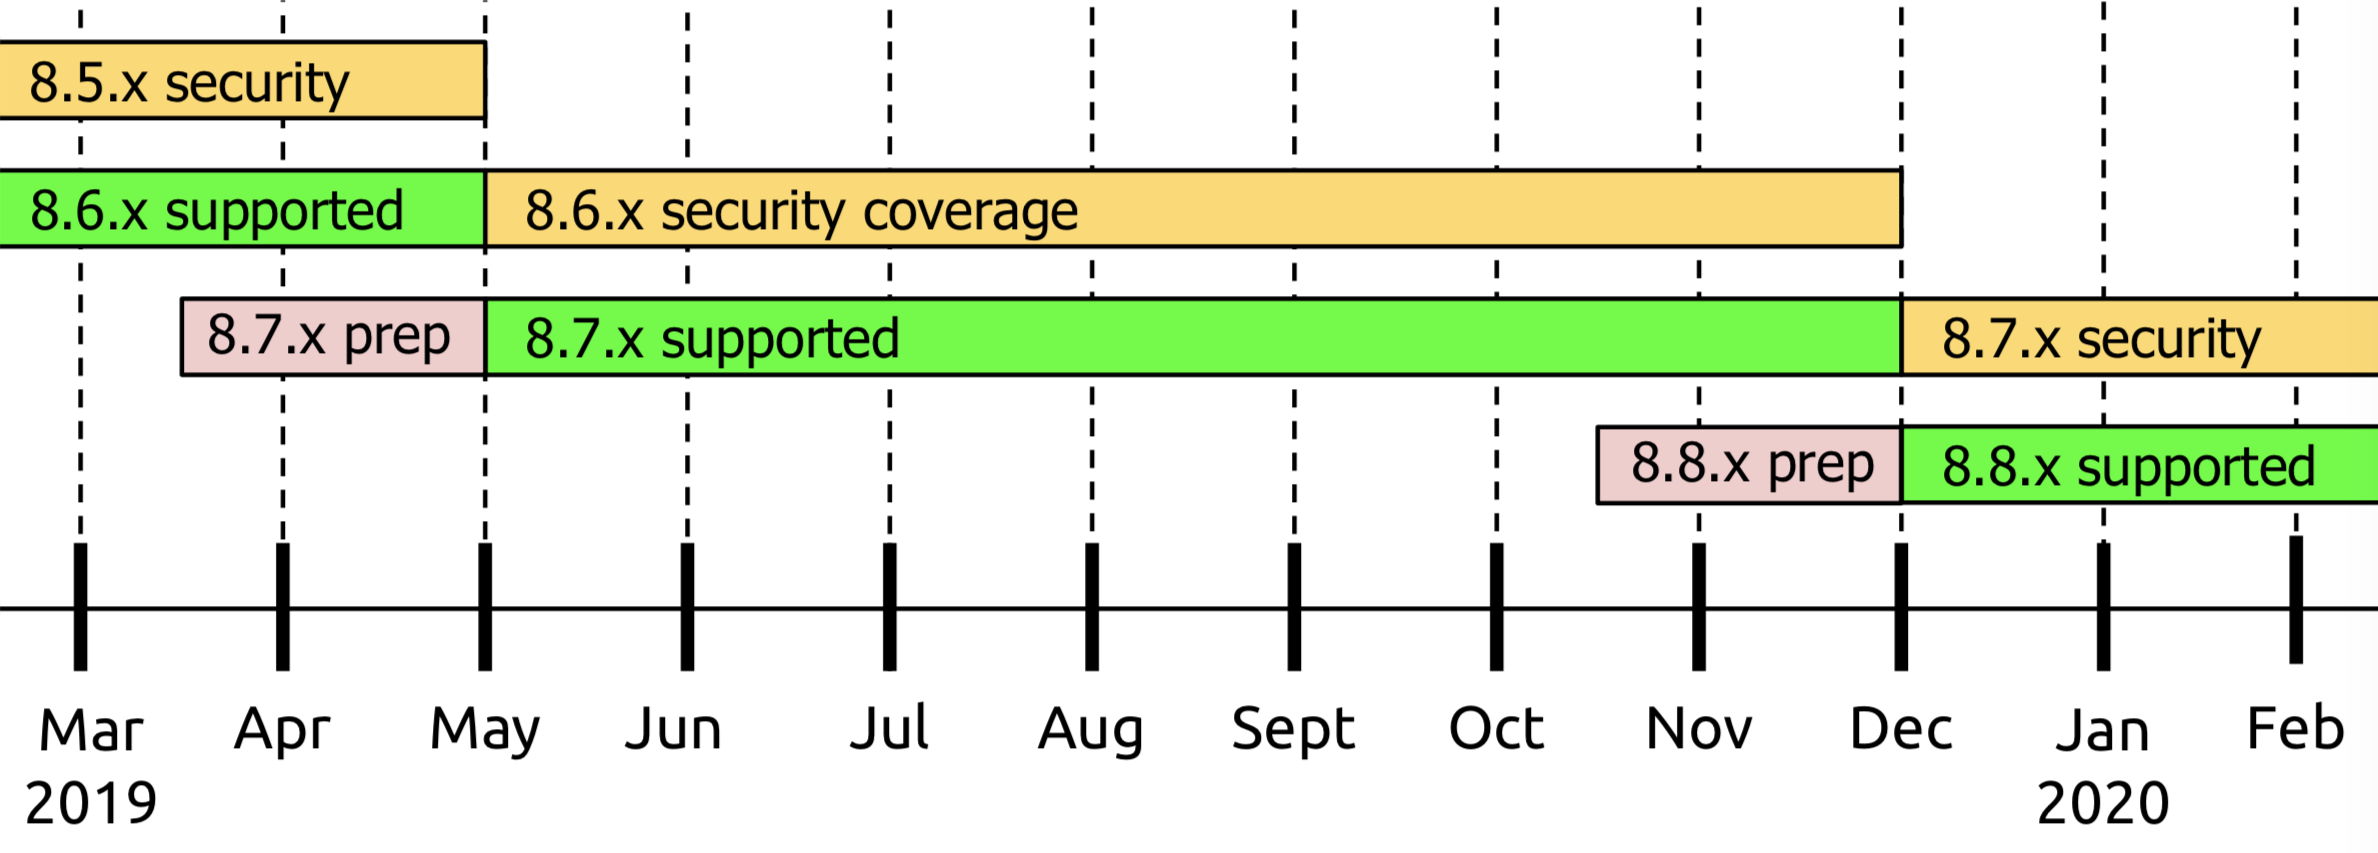 8.5.x security
8.6.x supported
8.6.x security coverage
8.7.x prep
8.7.x supported
8.7.x security
8.8.x prep
8.8.x supported
Mar Apr May Jun Jul Aug Sept Oct Nov Dec Jan Feb
2019 2020